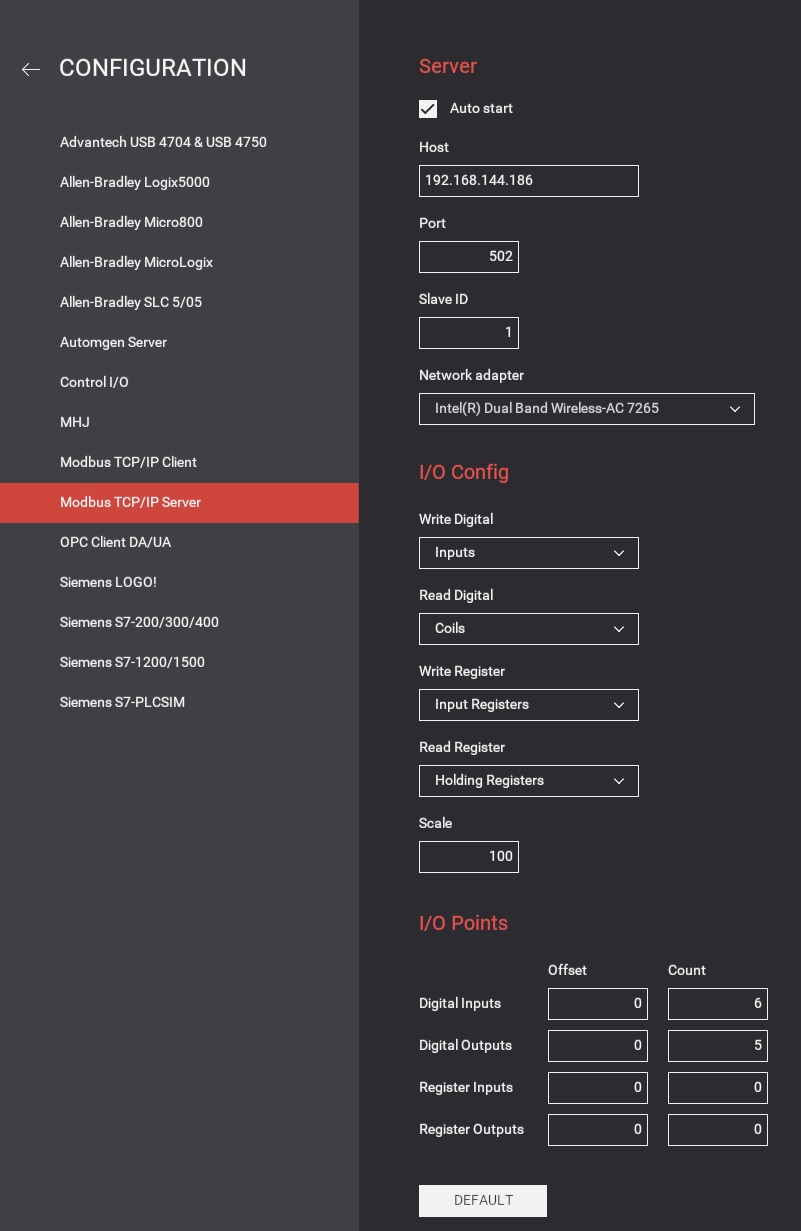 CONFIGURATION
Advantech USB 4704 & USB 4750
Allen-Bradley Logix5000
Allen-Bradley Micro800
Allen-Bradley MicroLogix
Allen-Bradley SLC 5/05
Automgen Server
Control I/O
MHJ
Modbus TCP/IP Client
Modbus TCP/IP Server
OPC Client DA/UA
Siemens LOGO!
Siemens S7-200/300/400
Siemens S7-1200/1500
Siemens S7-PLCSIM
Server
Auto start
Host
192.168.144.186
Port
502
Slave ID
1
Network adapter
Intel(R) Dual Band Wireless-AC 7265
I/O Config
Write Digital
Inputs
Read Digital
Coils
Write Register
Input Registers
Read Register
Holding Registers
Scale
100
I/O Points
Offset Count
Digital Inputs 0 6
Digital Outputs 0 5
Register Inputs 0 0
Register Outputs 0 0
DEFAULT